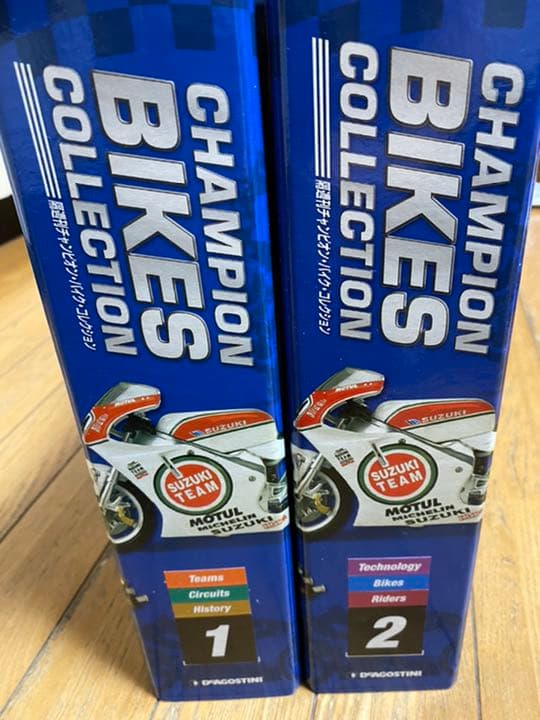 CHAMPION
BIKES
COLLECTION
隔週刊チャンピオン・バイク・コレクション
MOTUL
SUZUKI
SUZUKI
TEAM
MOTUL
MICHELIN
SUZUKI
Teams
Circuits
History
1
DeAGOSTINI
CHAMPION
BIKES
COLLECTION
隔週刊チャンピオン・バイク・コレクション
MOTUL
SUZUKI
SUZUKI
TEAM
MOTUL
MICHELIN
SUZUKI
Technology
Bikes
Riders
2
DeAGOSTINI